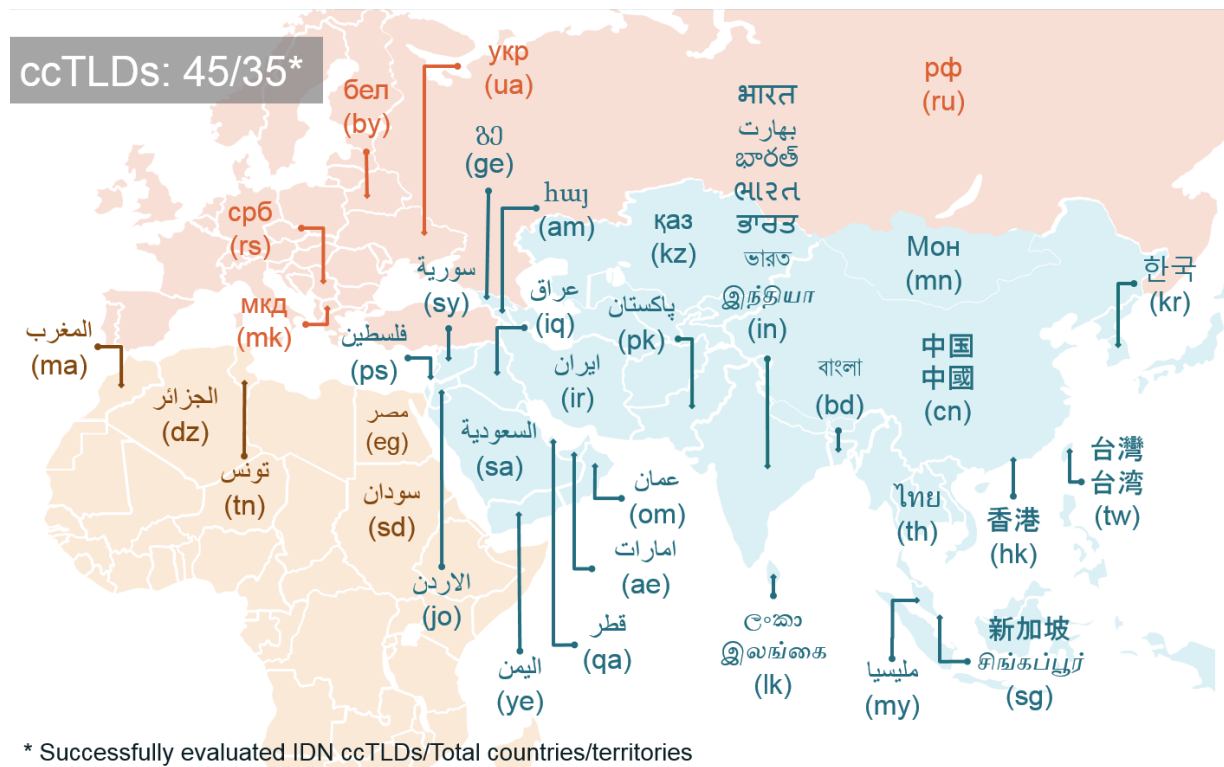 ccTLDs: 45/35*
укр
(ua)
рф
(ru)
бел
(by)
भारत
بھارت
భారత్
ભારત
ਭਾਰਤ
ভারত
இந்தியா
(in)
გე
(ge)
հայ
(am)
срб
(rs)
қаз
(kz)
Мон
(mn)
한국
(kr)
سورية
(sy)
عراق
(iq)
پاکستان
(pk)
мкд
(mk)
المغرب
(ma)
فلسطين
(ps)
ایران
(ir)
বাংলা
(bd)
中国
中國
(cn)
الجزائر
(dz)
مصر
(eg)
السعودية
(sa)
تونس
(tn)
سودان
(sd)
عمان
(om)
ไทย
(th)
香港
(hk)
台灣
台湾
(tw)
امارات
(ae)
الاردن
(jo)
قطر
(qa)
اليمن
(ye)
ලංකා
இலங்கை
(lk)
مليسيا
(my)
新加坡
சிங்கப்பூர்
(sg)
* Successfully evaluated IDN ccTLDs/Total countries/territories